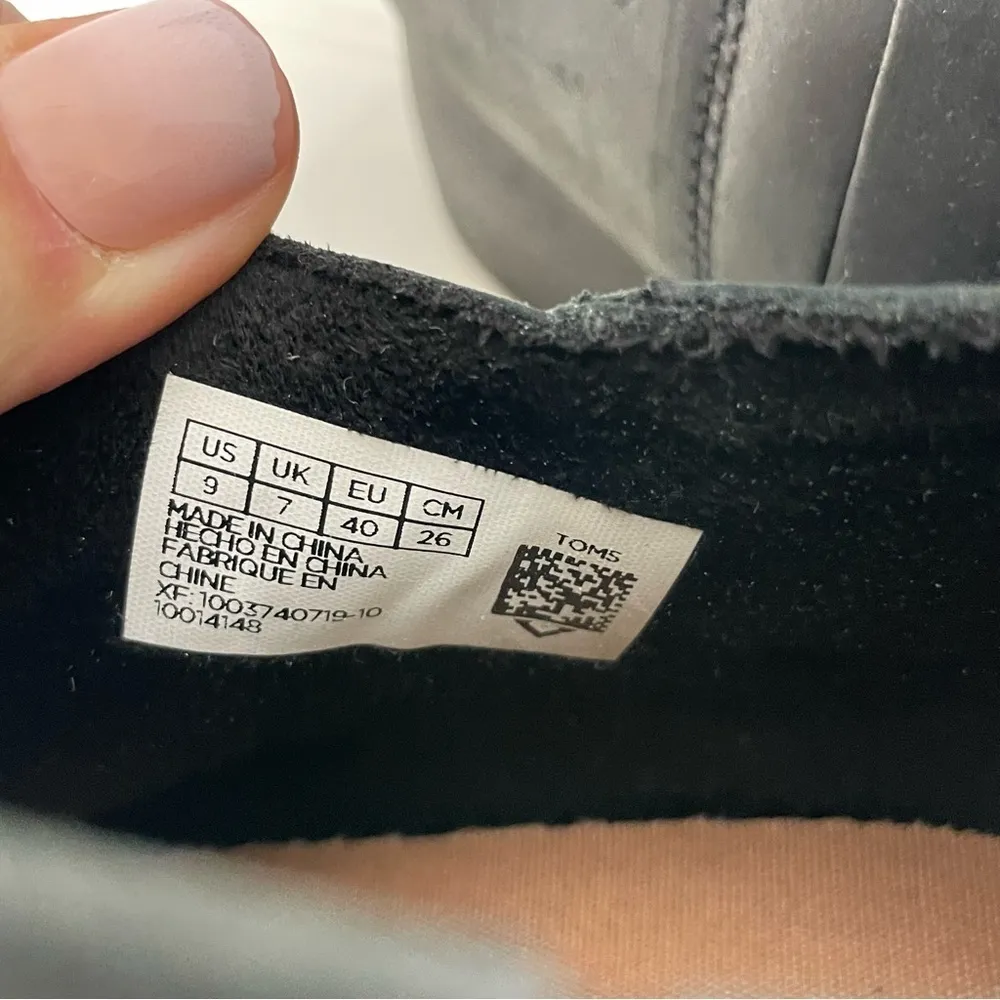 US UK EU CM
9 7 40 26
MADE IN CHINA
HECHO EN CHINA
FABRIQUE EN
CHINE
XF-1003740719-10
10014148
TOMS